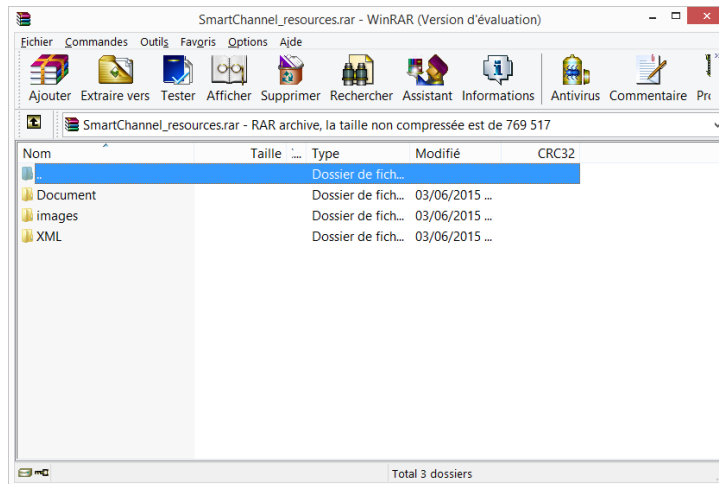 SmartChannel_resources.rar - WinRAR (Version d'évaluation)
Fichier Commandes Outils Favoris Options Aide
Ajouter Extraire vers Tester Afficher Supprimer Rechercher Assistant Informations Antivirus Commentaire
SmartChannel_resources.rar - RAR archive, la taille non compressée est de 769 517
Nom Taille '... Type Modifié CRC32
.. Dossier de fich...
Document Dossier de fich... 03/06/2015 ...
images Dossier de fich... 03/06/2015 ...
XML Dossier de fich... 03/06/2015 ...
Total 3 dossiers